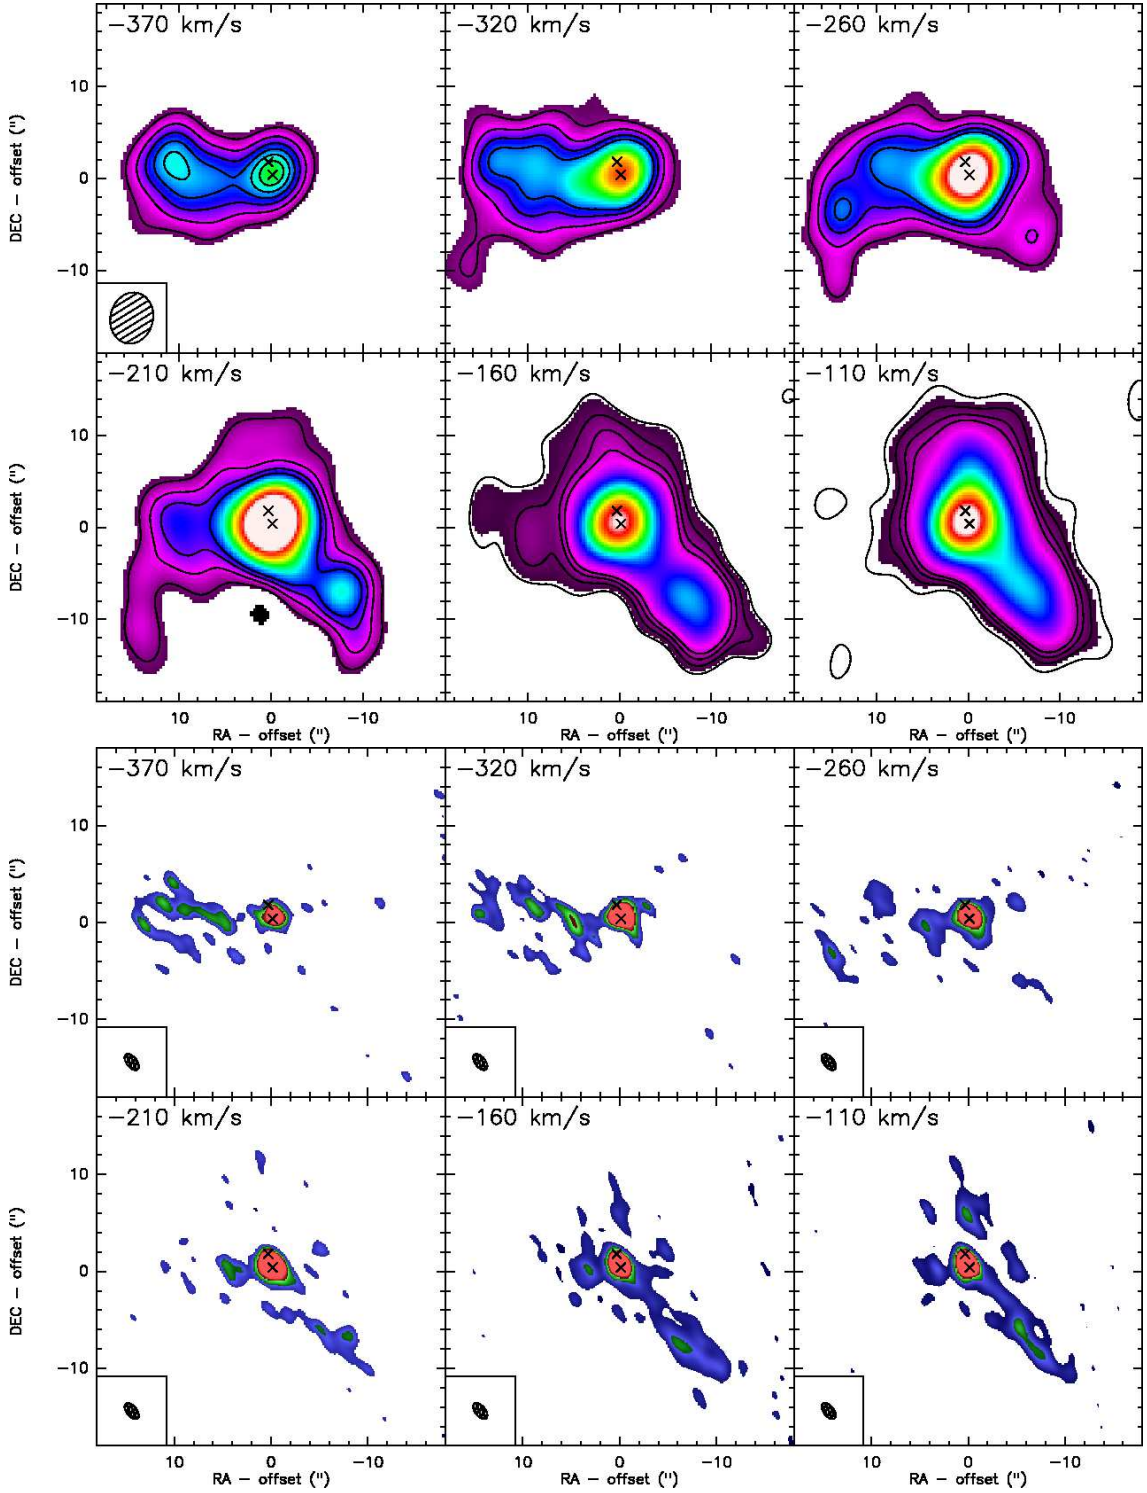 −370 km/s −320 km/s −260 km/s
10
0
−10
DEC − offset (")
−210 km/s −160 km/s −110 km/s
10
0
−10
DEC − offset (")
10 0 −10 10 0 −10 10 0 −10
RA − offset (") RA − offset (") RA − offset (")
−370 km/s −320 km/s −260 km/s
10
0
−10
DEC − offset (")
−210 km/s −160 km/s −110 km/s
10
0
−10
DEC − offset (")
10 0 −10 10 0 −10 10 0 −10
RA − offset (") RA − offset (") RA − offset (")